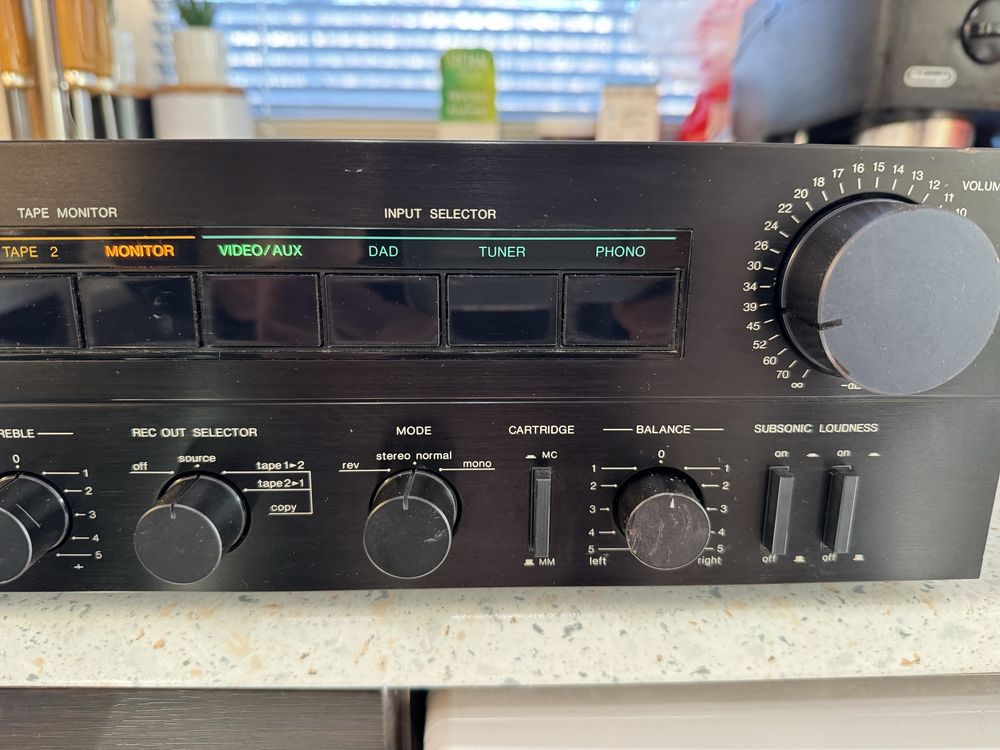 TAPE MONITOR
INPUT SELECTOR
VOLUM
TAPE 2
MONITOR
VIDEO/AUX
DAD
TUNER
PHONO
10
11
12
13
14
15
16
17
18
20
22
24
26
30
34
39
45
52
60
70
∞
-dB
REBLE
0
1
2
3
4
5
+
REC OUT SELECTOR
off
source
tape1▸2
tape2▸1
copy
MODE
rev
stereo normal
mono
CARTRIDGE
MC
MM
BALANCE
0
1 1
2 2
3 3
4 4
5 5
left right
SUBSONIC LOUDNESS
on on
off off
DeLonghi